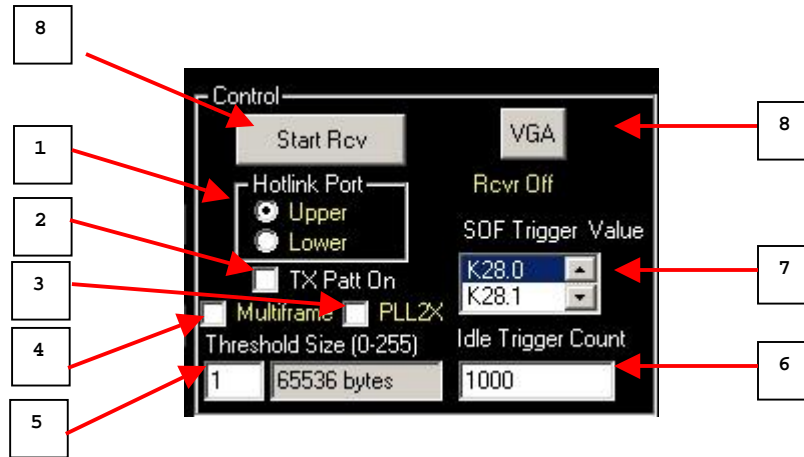 8
Control
Start Rcv
VGA
8
1
Hotlink Port
Rcvr Off
Upper
2
Lower
SOF Trigger Value
3
TX Patt On
K28.0
7
K28.1
4
Multiframe
PLL2X
Threshold Size (0-255)
Idle Trigger Count
1
65536 bytes
1000
6
5